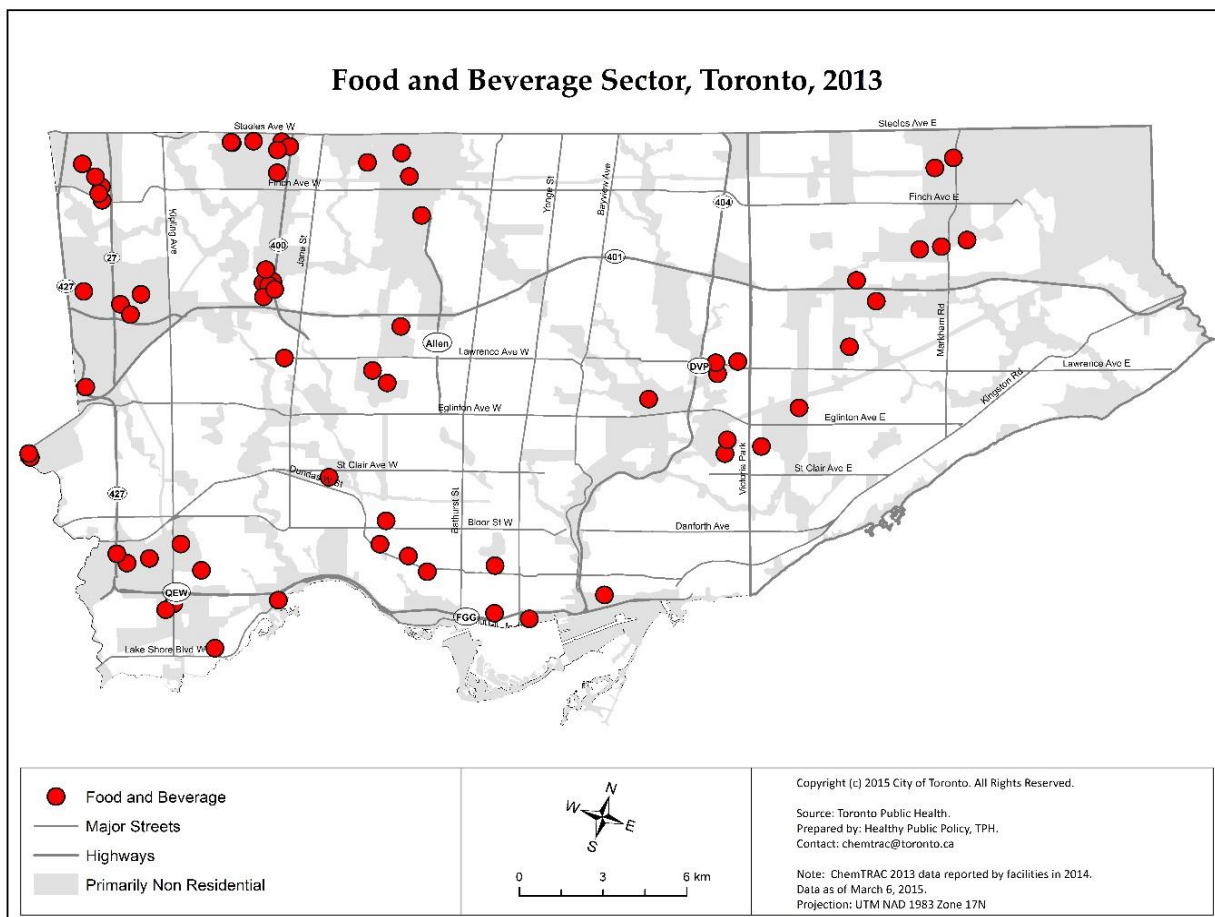 Food and Beverage Sector, Toronto, 2013
Steeles Ave W
Steeles Ave E
Finch Ave W
Finch Ave E
Kipling Ave
Jane St
Yonge St
Bayview Ave
404
27
400
401
427
Markham Rd
Allen
Lawrence Ave W
DVP
Lawrence Ave E
Kingston Rd
Eglinton Ave W
Eglinton Ave E
St Clair Ave W
Dundas W St
St Clair Ave E
Victoria Park
427
Bathurst St
Bloor St W
Danforth Ave
QEW
FGG
Lake Shore Blvd W
Food and Beverage
Major Streets
Highways
Primarily Non Residential
N
W
E
S
0 3 6 km
Copyright (c) 2015 City of Toronto. All Rights Reserved.
Source: Toronto Public Health.
Prepared by: Healthy Public Policy, TPH.
Contact: chemtrac@toronto.ca
Note: ChemTRAC 2013 data reported by facilities in 2014.
Data as of March 6, 2015.
Projection: UTM NAD 1983 Zone 17N